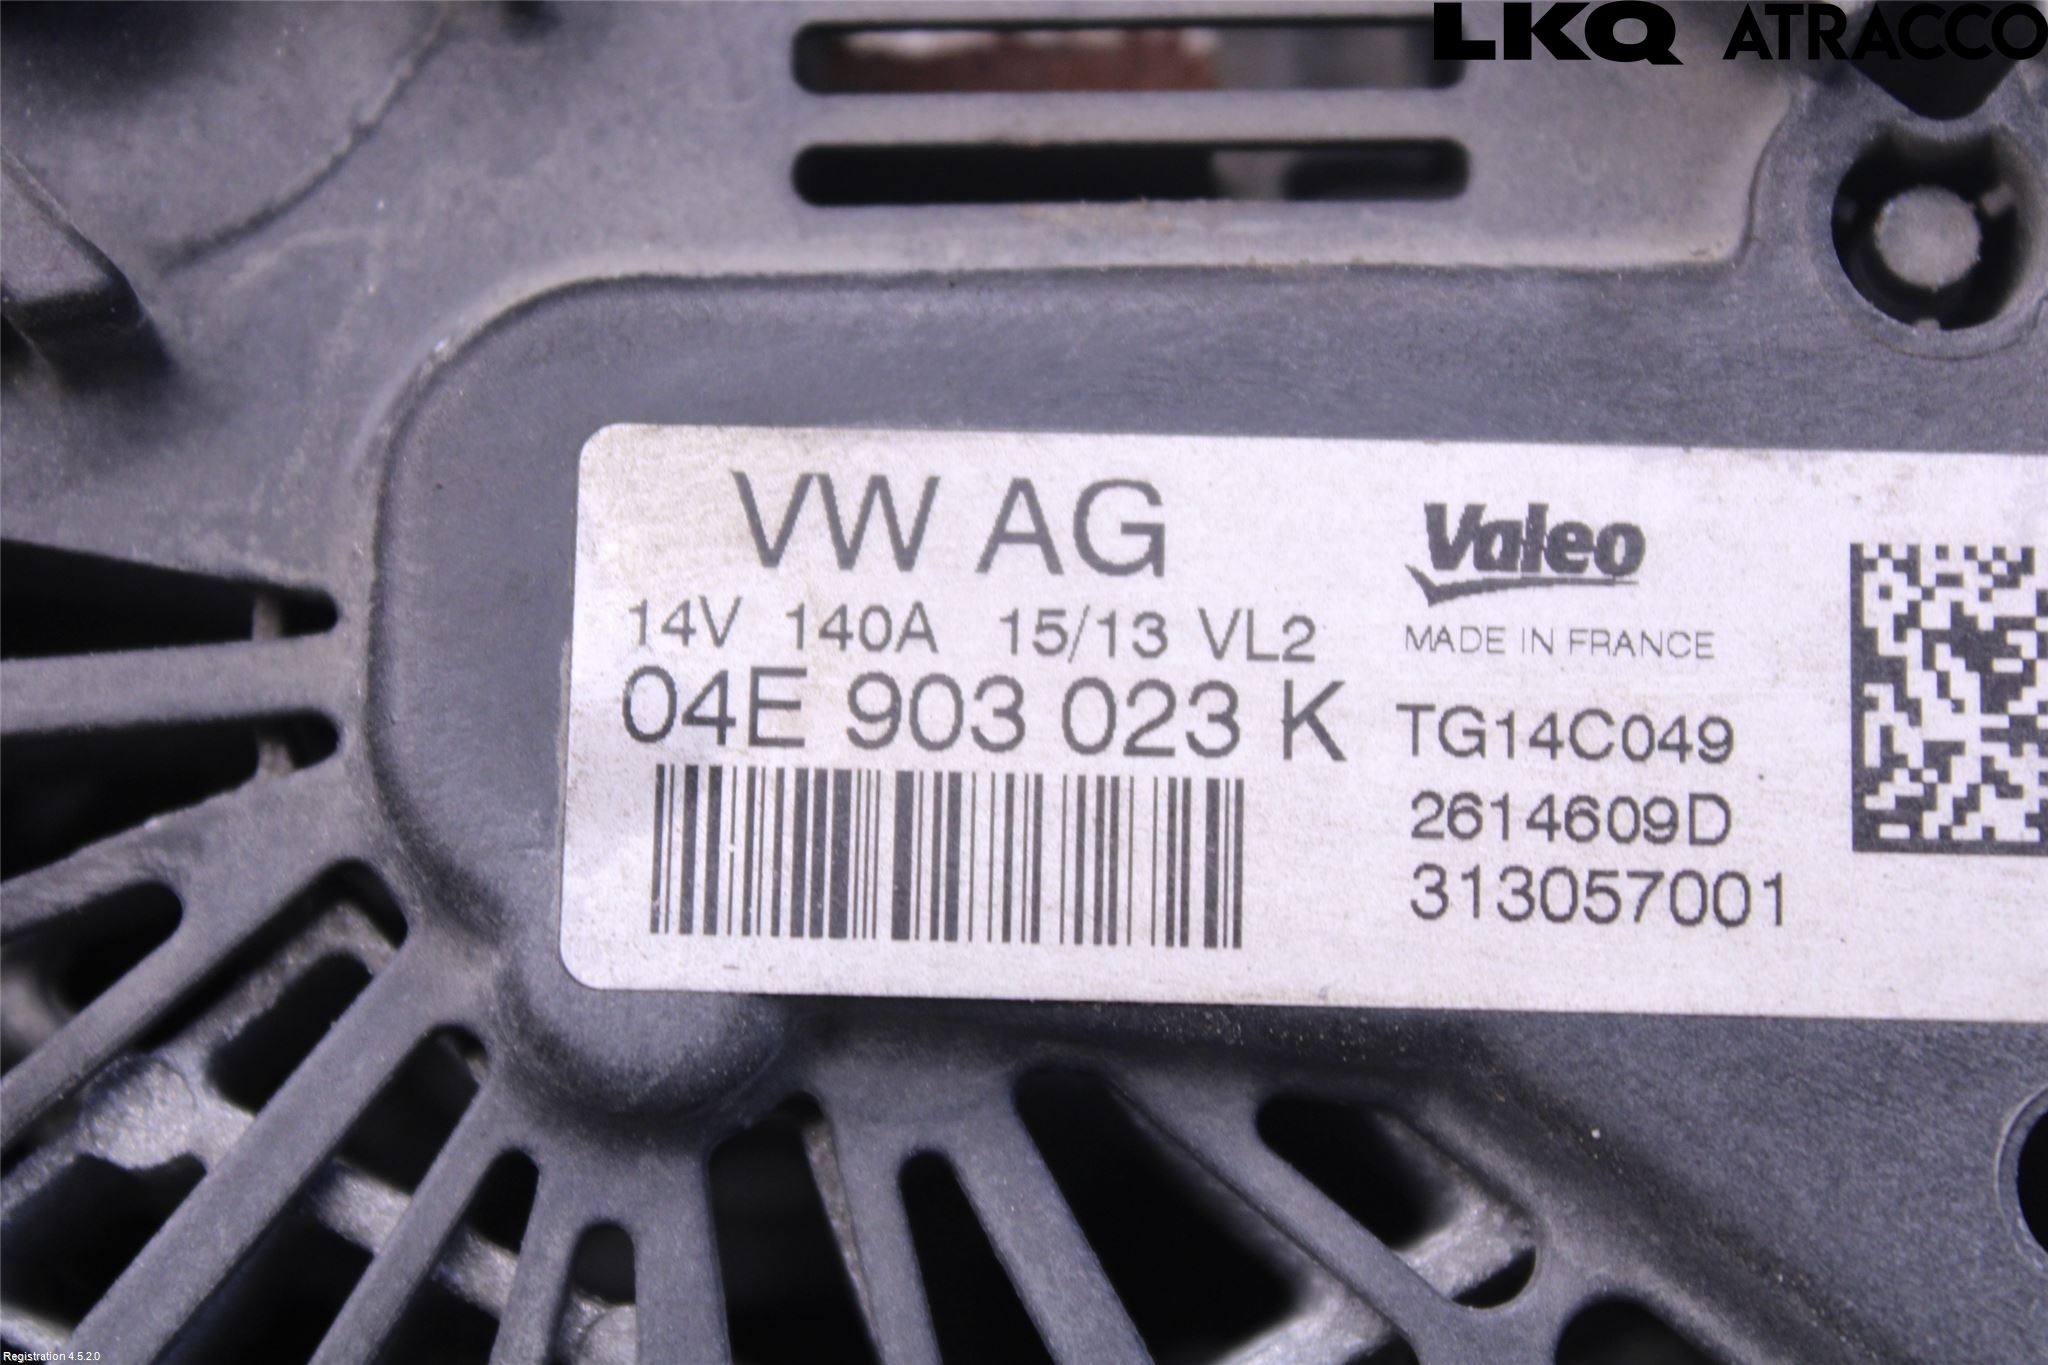 LKQ ATRACCO
VW AG
Valeo
14V 140A 15/13 VL2
MADE IN FRANCE
04E 903 023 K
TG14C049
2614609D
313057001
Registration 4.5.2.0